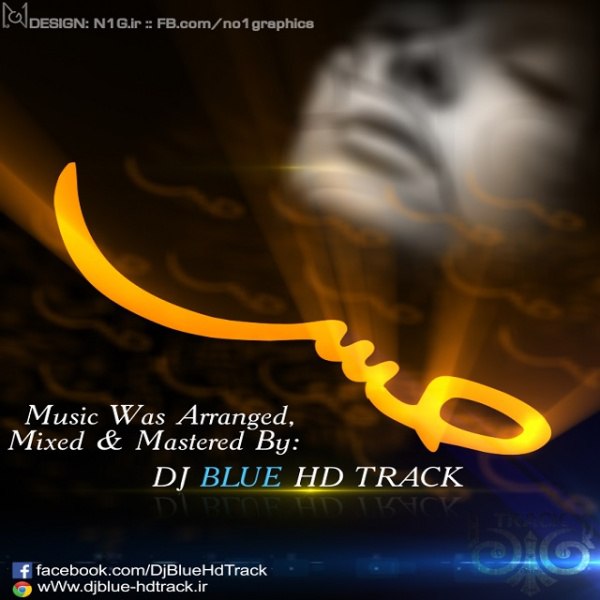 DESIGN: N1G.ir :: FB.com/no1graphics
Music Was Arranged,
Mixed & Mastered By:
DJ BLUE HD TRACK
facebook.com/DjBlueHdTrack
wWw.djblue-hdtrack.ir